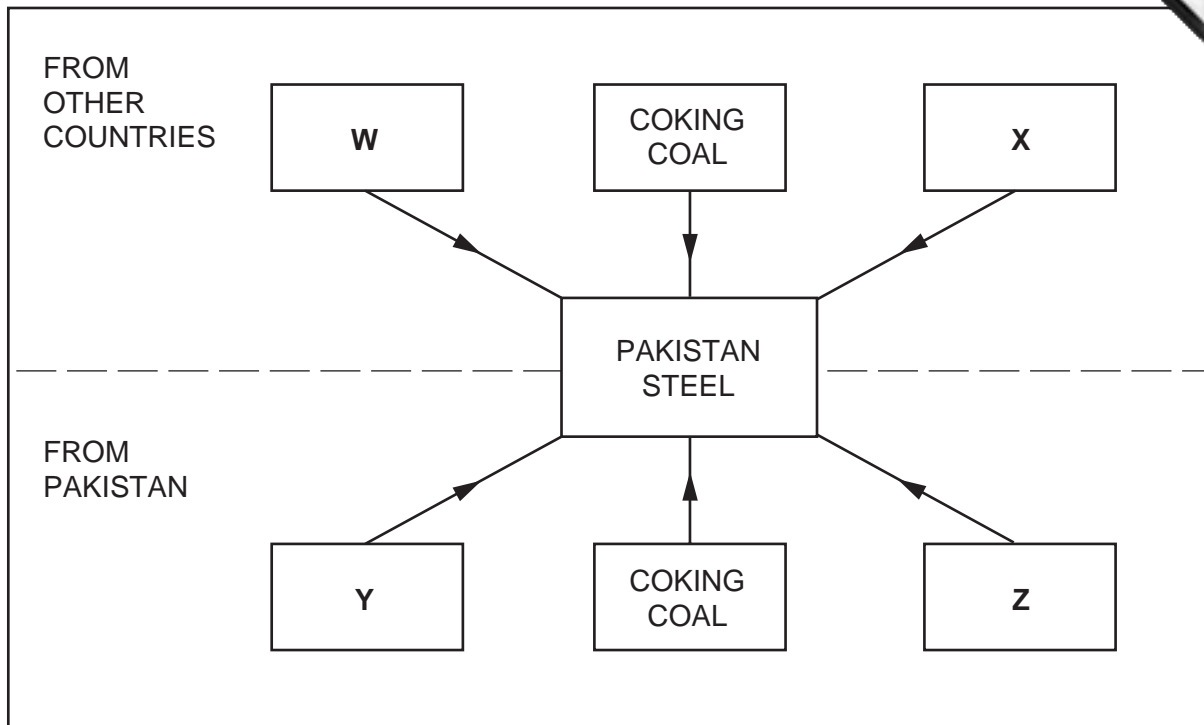 FROM
OTHER
COUNTRIES
W
COKING
COAL
X
PAKISTAN
STEEL
FROM
PAKISTAN
Y
COKING
COAL
Z